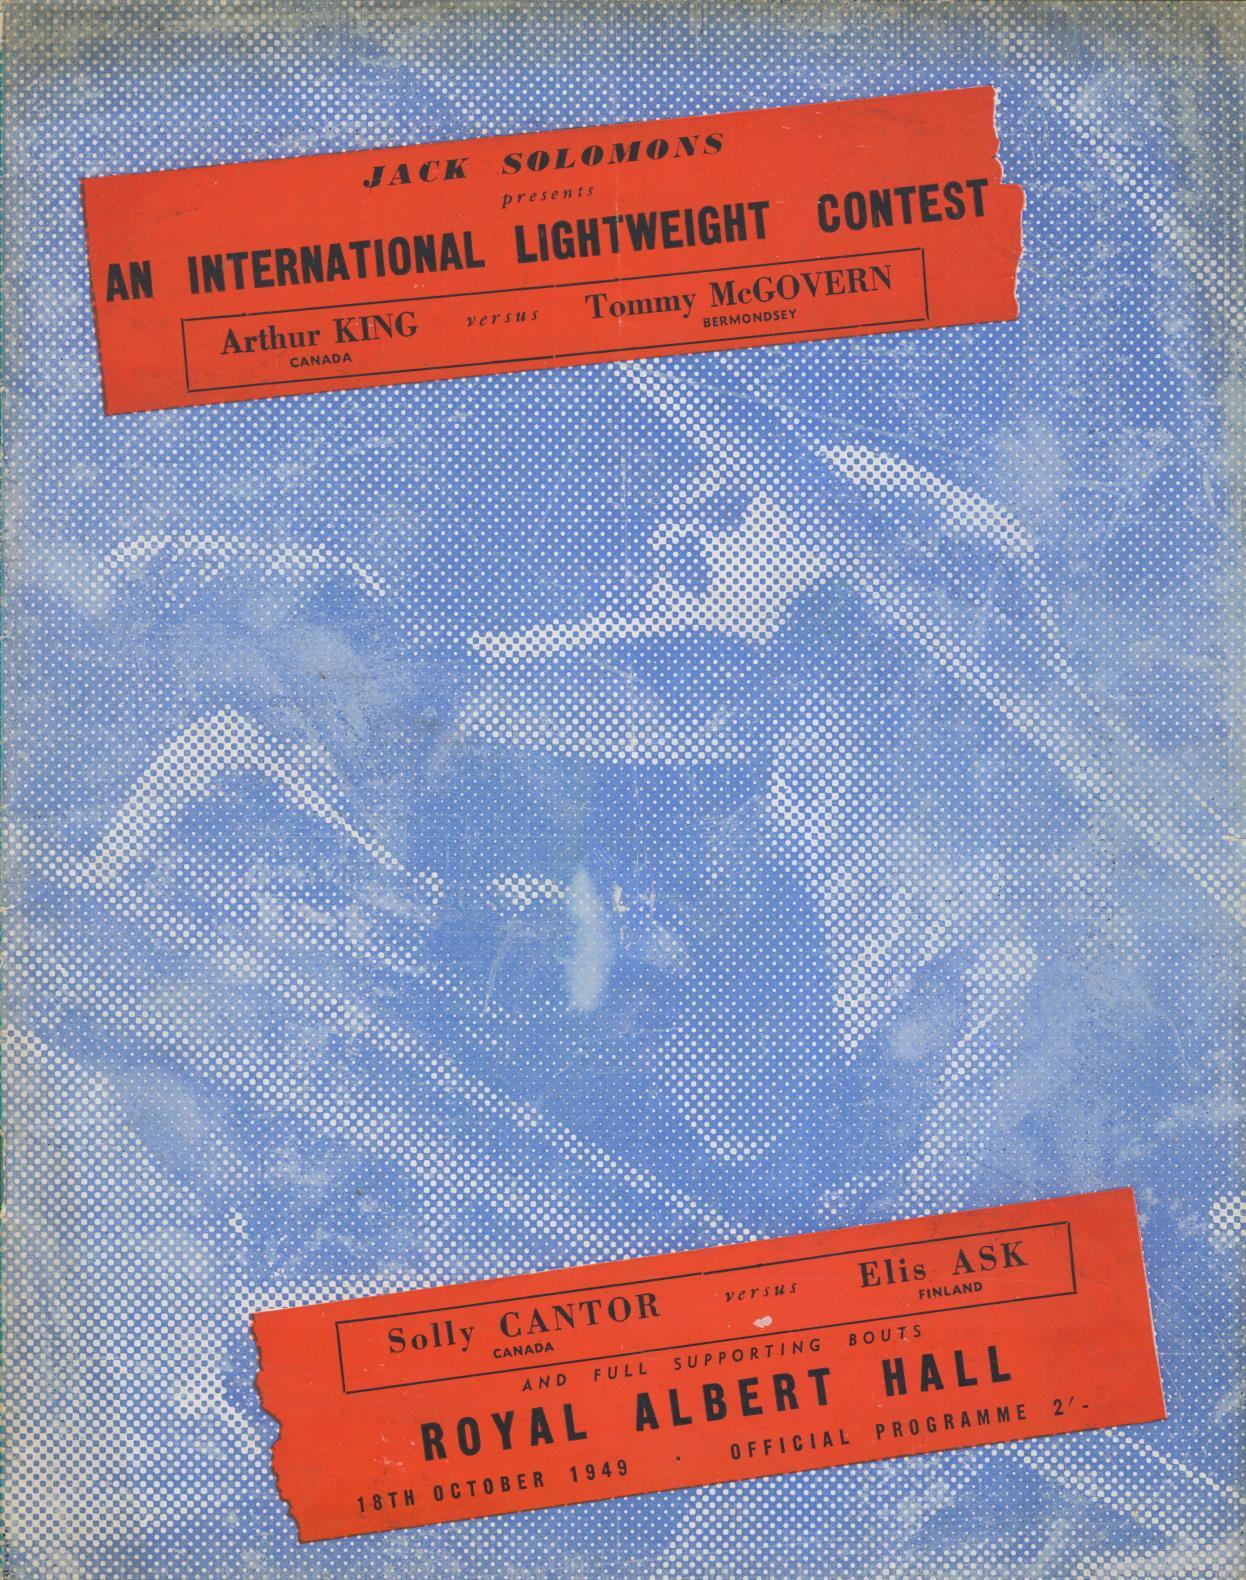 JACK SOLOMONS
presents
AN INTERNATIONAL LIGHTWEIGHT CONTEST
Arthur KING versus Tommy McGOVERN
CANADA BERMONDSEY
Solly CANTOR versus Elis ASK
CANADA FINLAND
AND FULL SUPPORTING BOUTS
ROYAL ALBERT HALL
18TH OCTOBER 1949 · OFFICIAL PROGRAMME 2/-